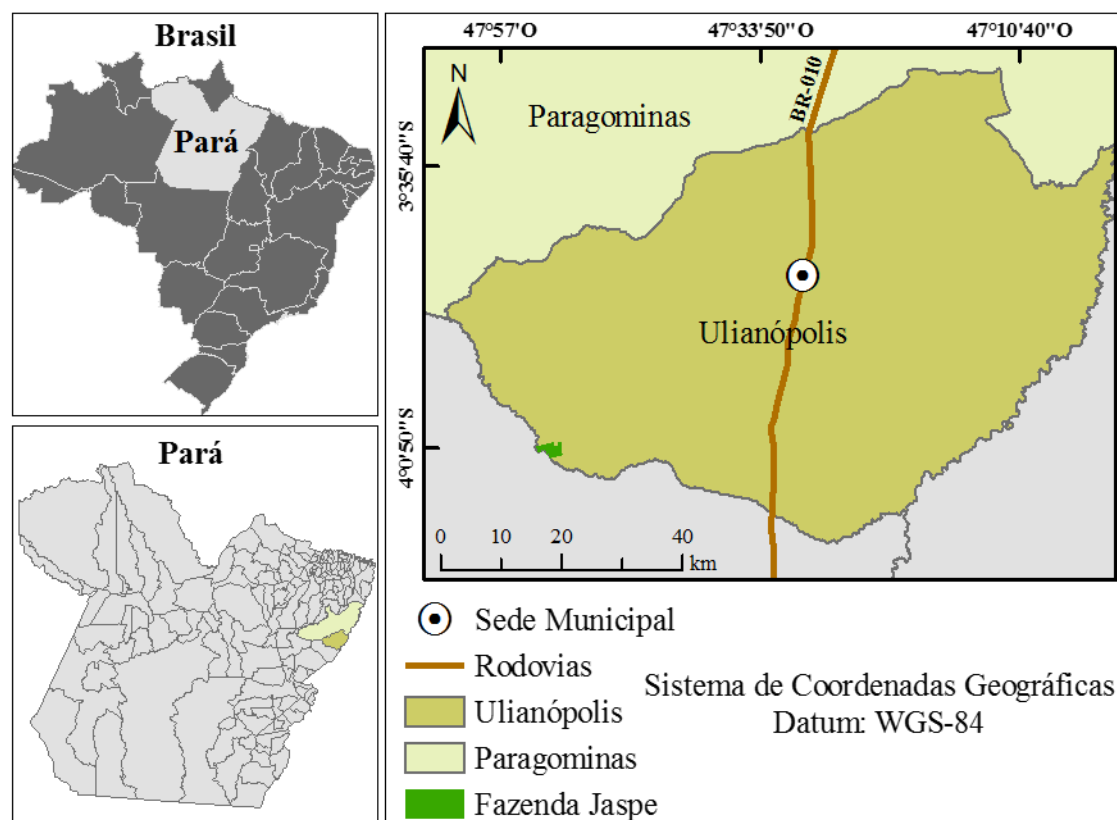 Brasil
Pará
Pará
47°57'O
47°33'50"O
47°10'40"O
3°35'40"S
4°0'50"S
N
Paragominas
BR-010
Ulianópolis
0 10 20 40
km
Sede Municipal
Rodovias
Ulianópolis
Paragominas
Fazenda Jaspe
Sistema de Coordenadas Geográficas
Datum: WGS-84